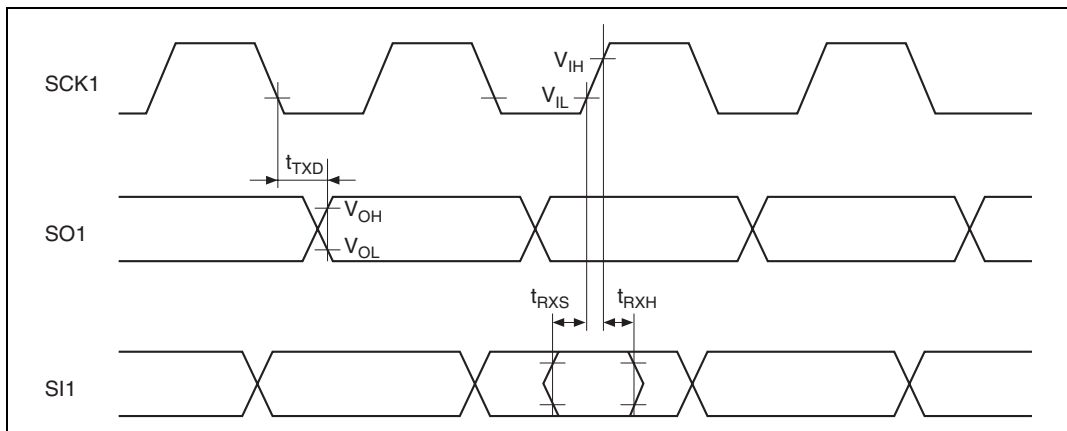 SCK1
V_IH
V_IL
t_TXD
V_OH
SO1
V_OL
t_RXS
t_RXH
SI1